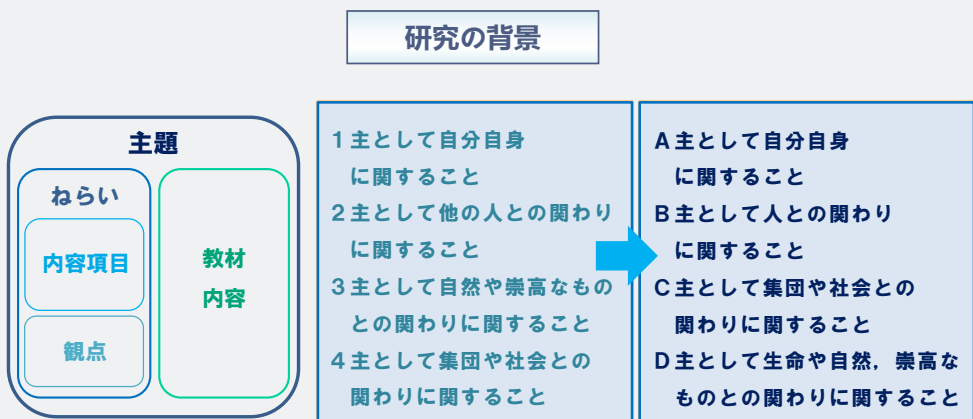 研究の背景
主題
ねらい
内容項目
観点
教材
内容
1主として自分自身
に関すること
2主として他の人との関わり
に関すること
3主として自然や崇高なもの
との関わりに関すること
4主として集団や社会との
関わりに関すること
A主として自分自身
に関すること
B主として人との関わり
に関すること
C主として集団や社会との
関わりに関すること
D主として生命や自然，崇高な
ものとの関わりに関すること